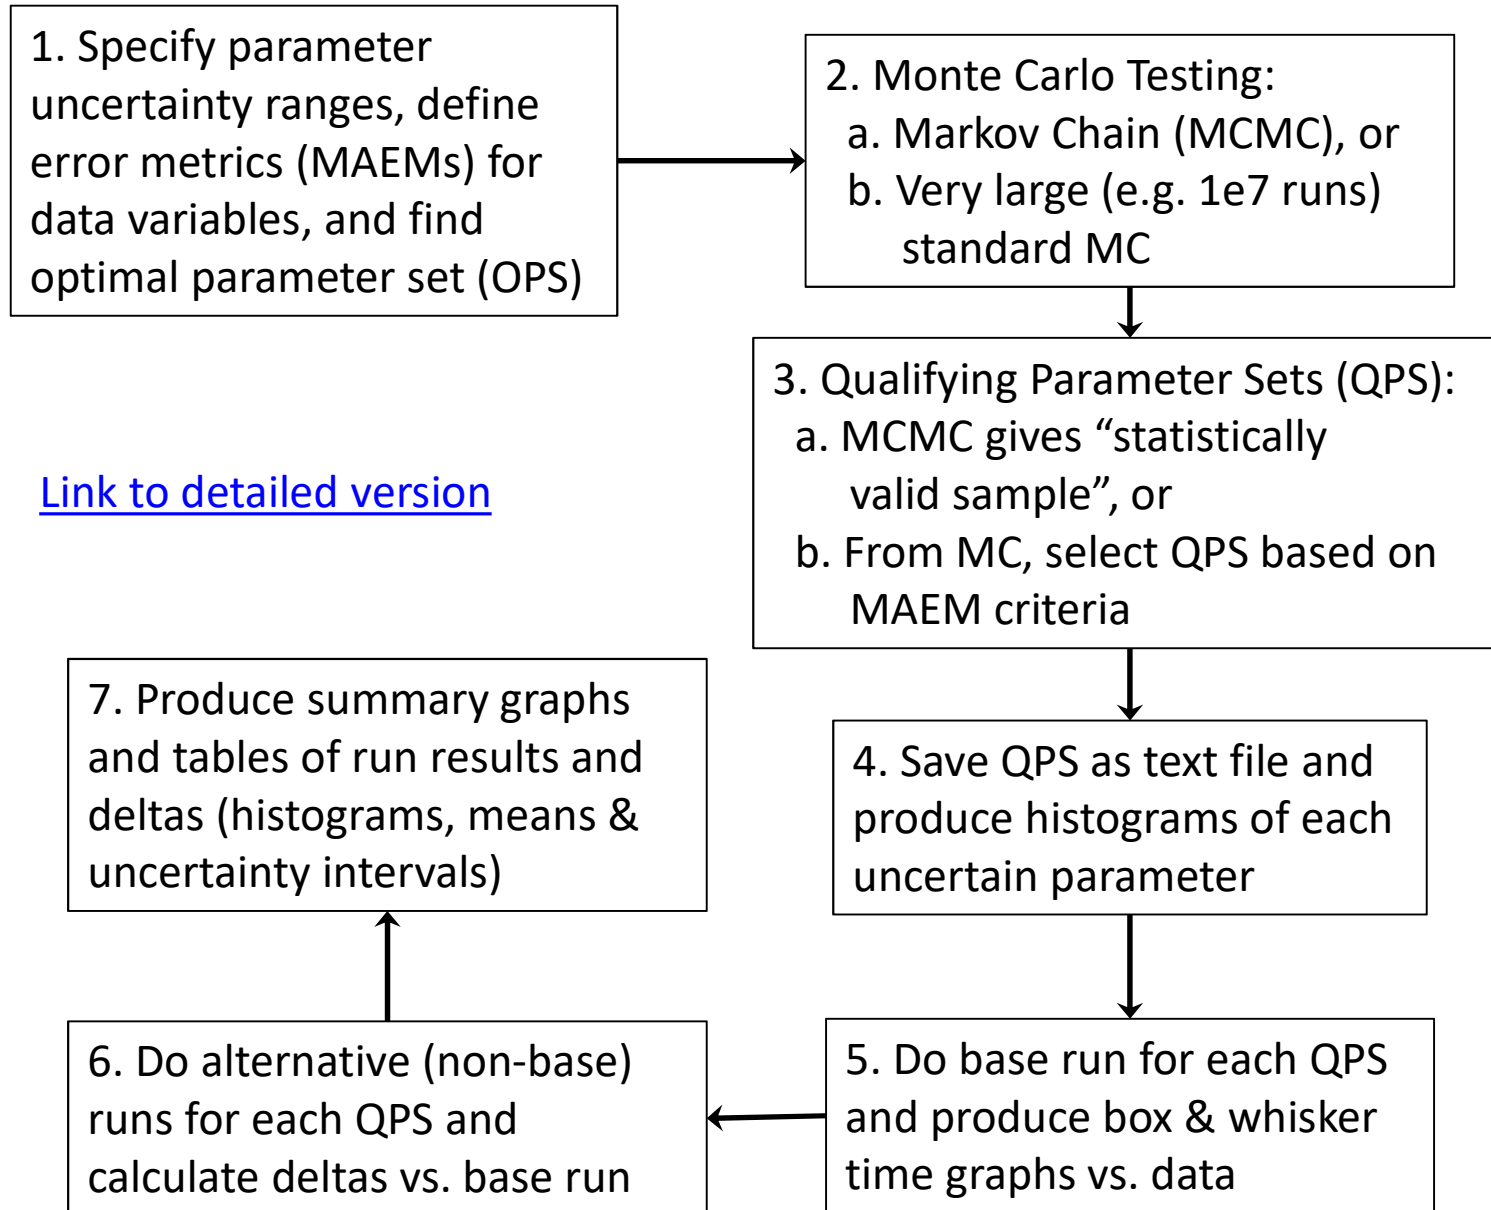 1. Specify parameter
uncertainty ranges, define
error metrics (MAEMs) for
data variables, and find
optimal parameter set (OPS)
2. Monte Carlo Testing:
a. Markov Chain (MCMC), or
b. Very large (e.g. 1e7 runs)
standard MC
3. Qualifying Parameter Sets (QPS):
a. MCMC gives “statistically
valid sample”, or
b. From MC, select QPS based on
MAEM criteria
Link to detailed version
4. Save QPS as text file and
produce histograms of each
uncertain parameter
5. Do base run for each QPS
and produce box & whisker
time graphs vs. data
6. Do alternative (non-base)
runs for each QPS and
calculate deltas vs. base run
7. Produce summary graphs
and tables of run results and
deltas (histograms, means &
uncertainty intervals)